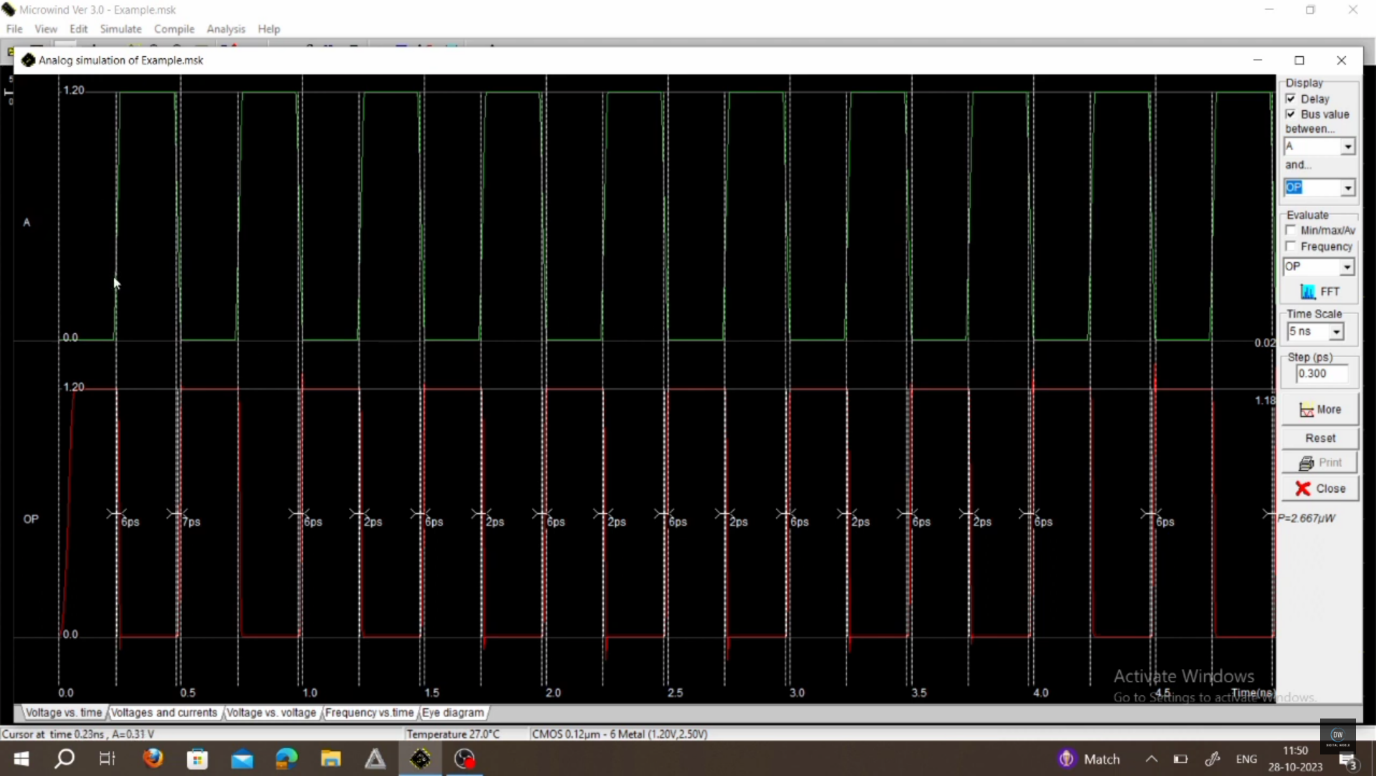 Microwind Ver 3.0 - Example.msk
File View Edit Simulate Compile Analysis Help
Analog simulation of Example.msk
1.20
A
0.0
0.02
1.20
1.18
OP
6ps 7ps 6ps 2ps 6ps 2ps 6ps 2ps 6ps 2ps 6ps 2ps 6ps 2ps 6ps 6ps
0.0
0.0 0.5 1.0 1.5 2.0 2.5 3.0 3.5 4.0 4.5 Time(ns)
Display
Delay
Bus value
between...
A
and...
OP
Evaluate
Min/max/Av
Frequency
OP
FFT
Time Scale
5 ns
Step (ps)
0.300
More
Reset
Print
Close
P=2.667µW
Activate Windows
Go to Settings to activate Windows.
Voltage vs. time Voltages and currents Voltage vs. voltage Frequency vs.time Eye diagram
Cursor at time 0.23ns , A=0.31 V Temperature 27.0°C CMOS 0.12µm - 6 Metal (1.20V,2.50V)
DW
Match ENG 11:50
28-10-2023 3